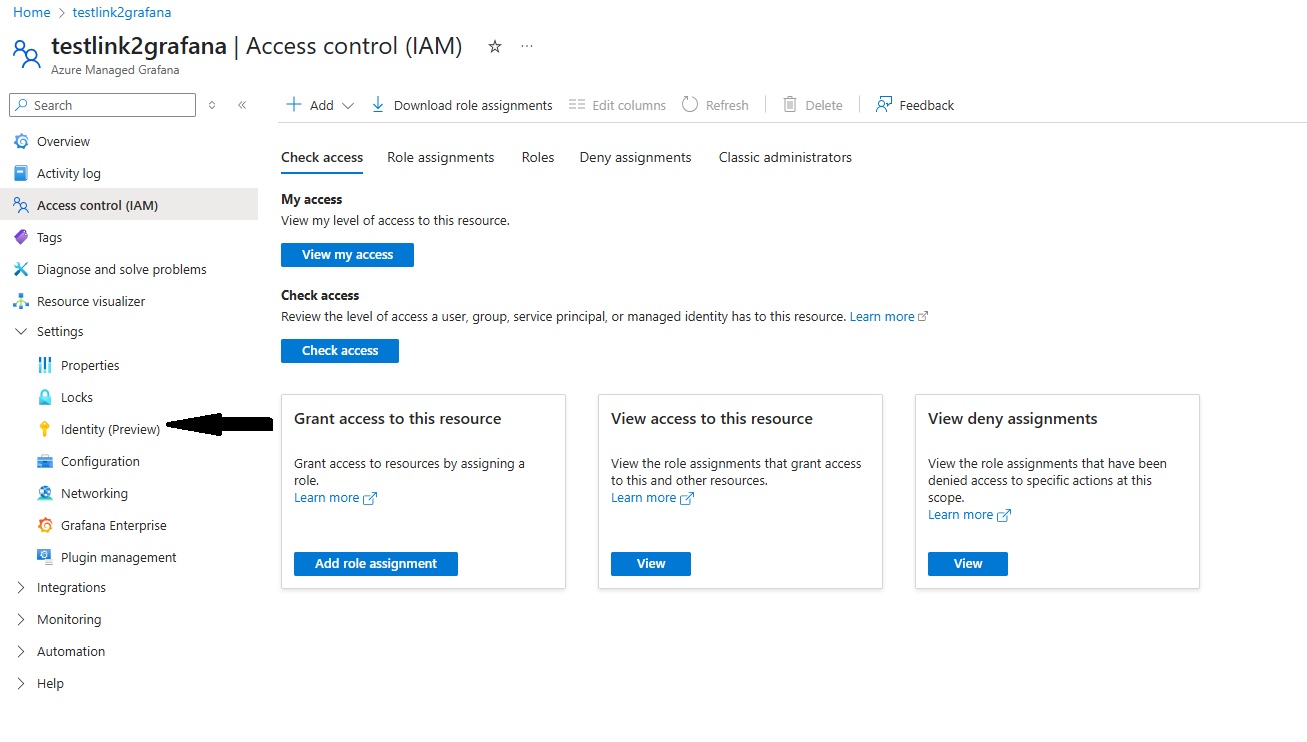 Home > testlink2grafana
testlink2grafana | Access control (IAM)
Azure Managed Grafana
Search
Overview
Activity log
Access control (IAM)
Tags
Diagnose and solve problems
Resource visualizer
Settings
Properties
Locks
Identity (Preview)
Configuration
Networking
Grafana Enterprise
Plugin management
Integrations
Monitoring
Automation
Help
Add Download role assignments Edit columns Refresh Delete Feedback
Check access Role assignments Roles Deny assignments Classic administrators
My access
View my level of access to this resource.
View my access
Check access
Review the level of access a user, group, service principal, or managed identity has to this resource. Learn more
Check access
Grant access to this resource
Grant access to resources by assigning a
role.
Learn more
Add role assignment
View access to this resource
View the role assignments that grant access
to this and other resources.
Learn more
View
View deny assignments
View the role assignments that have been
denied access to specific actions at this
scope.
Learn more
View